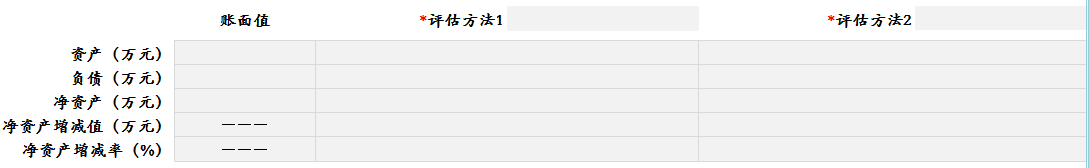 账面值 *评估方法1 *评估方法2
资产（万元）
负债（万元）
净资产（万元）
净资产增减值（万元） ———
净资产增减率（%） ———